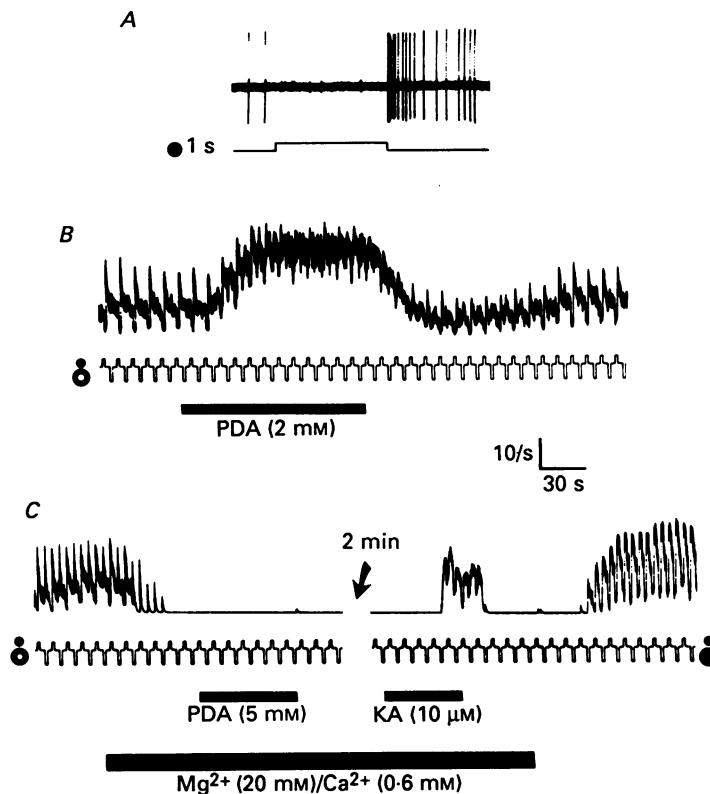 A
1 s
B
PDA (2 mM)
10/s
30 s
C
2 min
PDA (5 mM)
KA (10 μM)
Mg²⁺ (20 mM)/Ca²⁺ (0·6 mM)